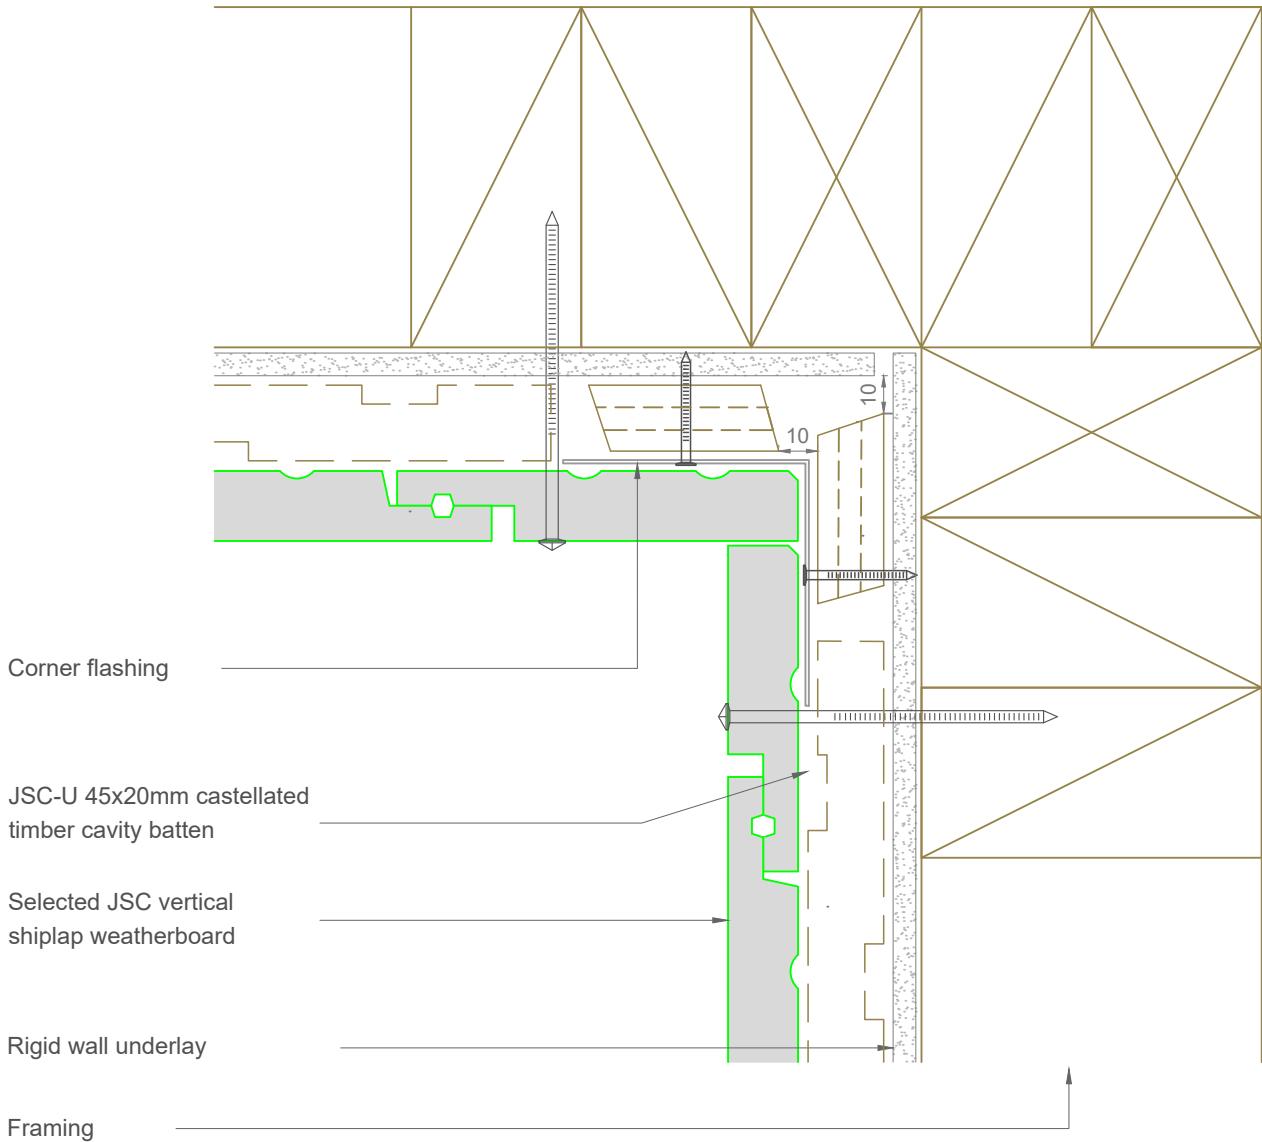 10
10
Corner flashing
JSC-U 45x20mm castellated
timber cavity batten
Selected JSC vertical
shiplap weatherboard
Rigid wall underlay
Framing